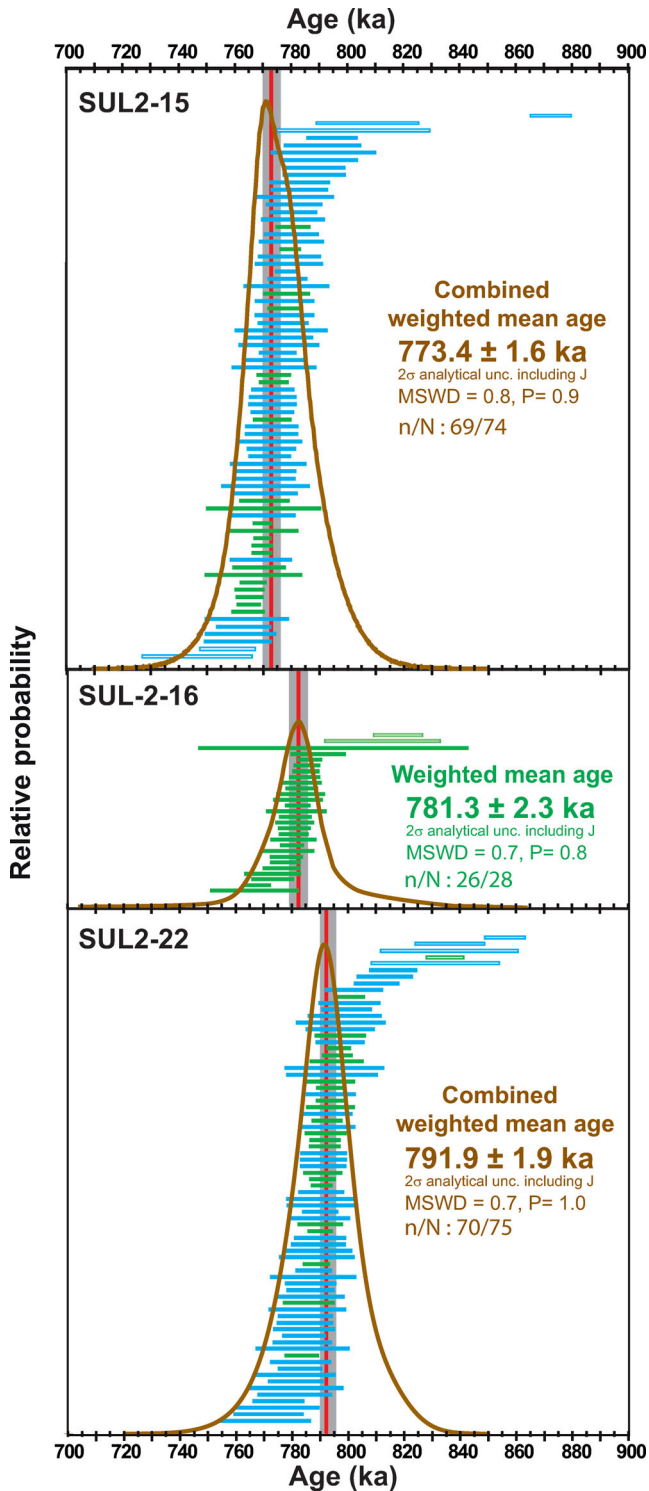 Age (ka)
700 720 740 760 780 800 820 840 860 880 900
SUL2-15
Combined
weighted mean age
773.4 ± 1.6 ka
2σ analytical unc. including J
MSWD = 0.8, P= 0.9
n/N : 69/74
Relative probability
SUL-2-16
Weighted mean age
781.3 ± 2.3 ka
2σ analytical unc. including J
MSWD = 0.7, P= 0.8
n/N : 26/28
SUL2-22
Combined
weighted mean age
791.9 ± 1.9 ka
2σ analytical unc. including J
MSWD = 0.7, P= 1.0
n/N : 70/75
700 720 740 760 780 800 820 840 860 880 900
Age (ka)